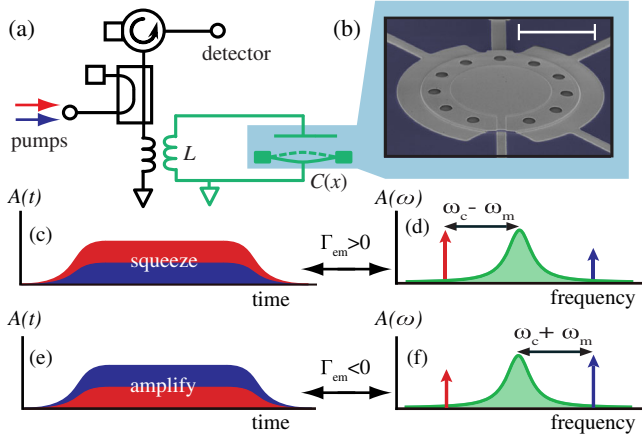 (a)
(b)
detector
pumps
L
C(x)
A(t)
A(ω)
(c)
squeeze
Γem>0
(d)
ωc- ωm
time
frequency
A(t)
A(ω)
(e)
amplify
Γem<0
(f)
ωc+ ωm
time
frequency